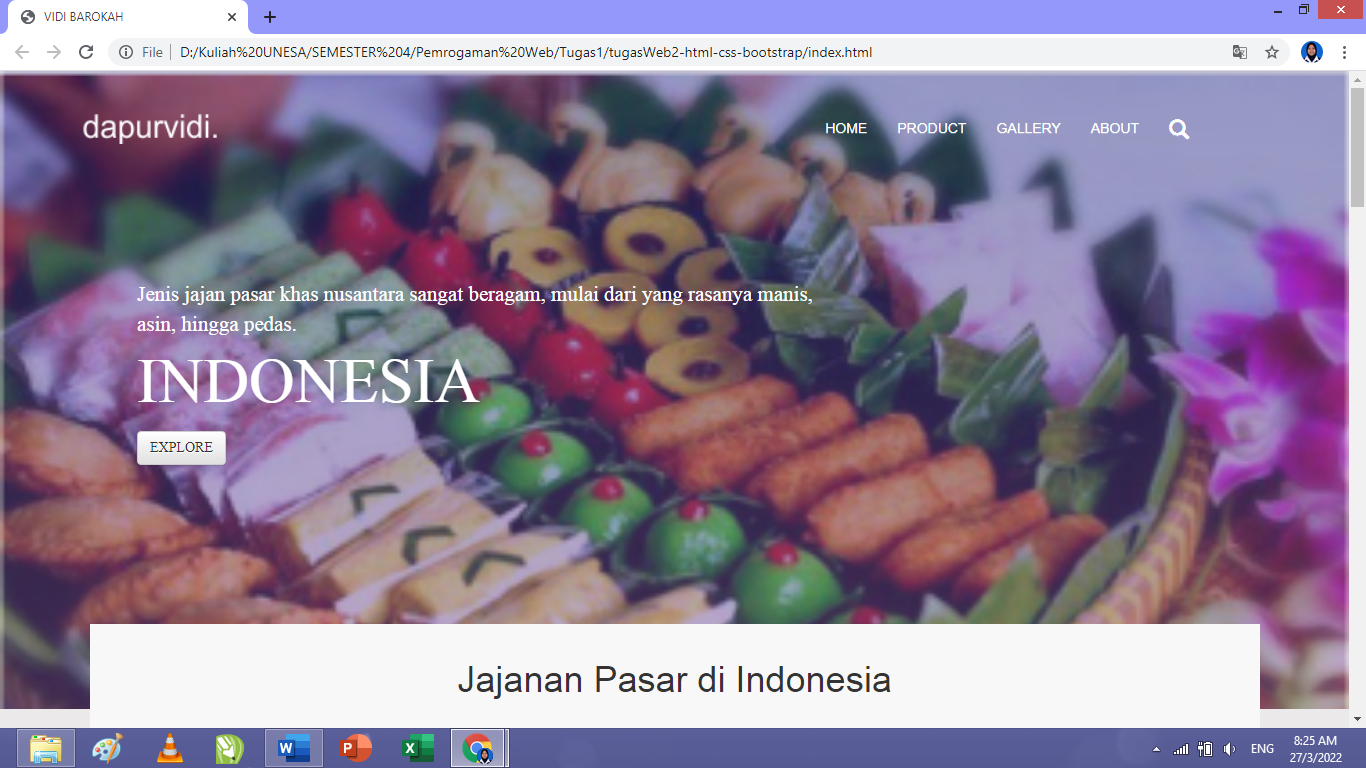 VIDI BAROKAH
File
D:/Kuliah%20UNESA/SEMESTER%204/Pemrogaman%20Web/Tugas1/tugasWeb2-html-css-bootstrap/index.html
dapurvidi.
HOME PRODUCT GALLERY ABOUT
Jenis jajan pasar khas nusantara sangat beragam, mulai dari yang rasanya manis,
asin, hingga pedas.
INDONESIA
EXPLORE
Jajanan Pasar di Indonesia
ENG
8:25 AM
27/3/2022